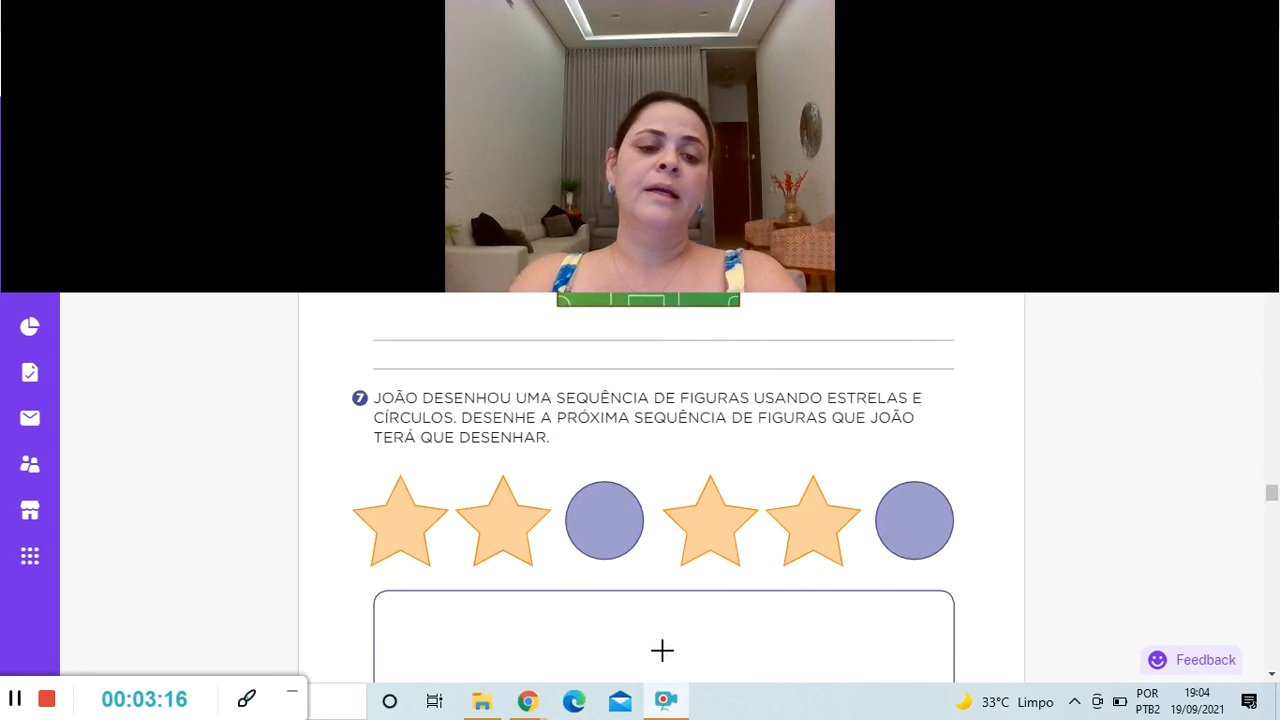 7 JOÃO DESENHOU UMA SEQUÊNCIA DE FIGURAS USANDO ESTRELAS E
CÍRCULOS. DESENHE A PRÓXIMA SEQUÊNCIA DE FIGURAS QUE JOÃO
TERÁ QUE DESENHAR.
Feedback
00:03:16
33°C Limpo
POR
PTB2
19:04
19/09/2021